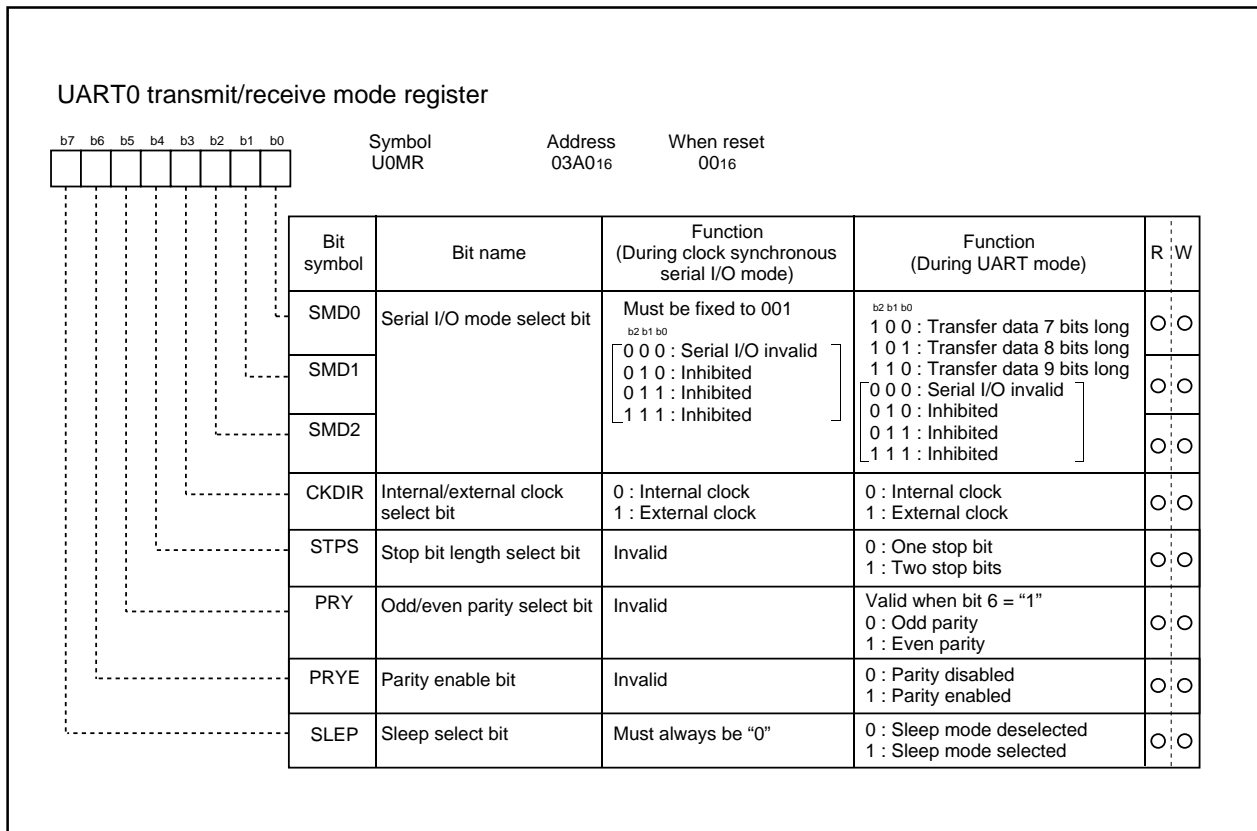 UART0 transmit/receive mode register
b7 b6 b5 b4 b3 b2 b1 b0
Symbol Address When reset
U0MR 03A016 0016
Bit symbol Bit name Function (During clock synchronous serial I/O mode) Function (During UART mode) R W
SMD0 Serial I/O mode select bit
SMD1
SMD2
Must be fixed to 001
b2 b1 b0
0 0 0 : Serial I/O invalid
0 1 0 : Inhibited
0 1 1 : Inhibited
1 1 1 : Inhibited
b2 b1 b0
1 0 0 : Transfer data 7 bits long
1 0 1 : Transfer data 8 bits long
1 1 0 : Transfer data 9 bits long
0 0 0 : Serial I/O invalid
0 1 0 : Inhibited
0 1 1 : Inhibited
1 1 1 : Inhibited
CKDIR Internal/external clock
select bit
0 : Internal clock
1 : External clock
0 : Internal clock
1 : External clock
STPS Stop bit length select bit Invalid
0 : One stop bit
1 : Two stop bits
PRY Odd/even parity select bit Invalid
Valid when bit 6 = “1”
0 : Odd parity
1 : Even parity
PRYE Parity enable bit Invalid
0 : Parity disabled
1 : Parity enabled
SLEP Sleep select bit Must always be “0”
0 : Sleep mode deselected
1 : Sleep mode selected